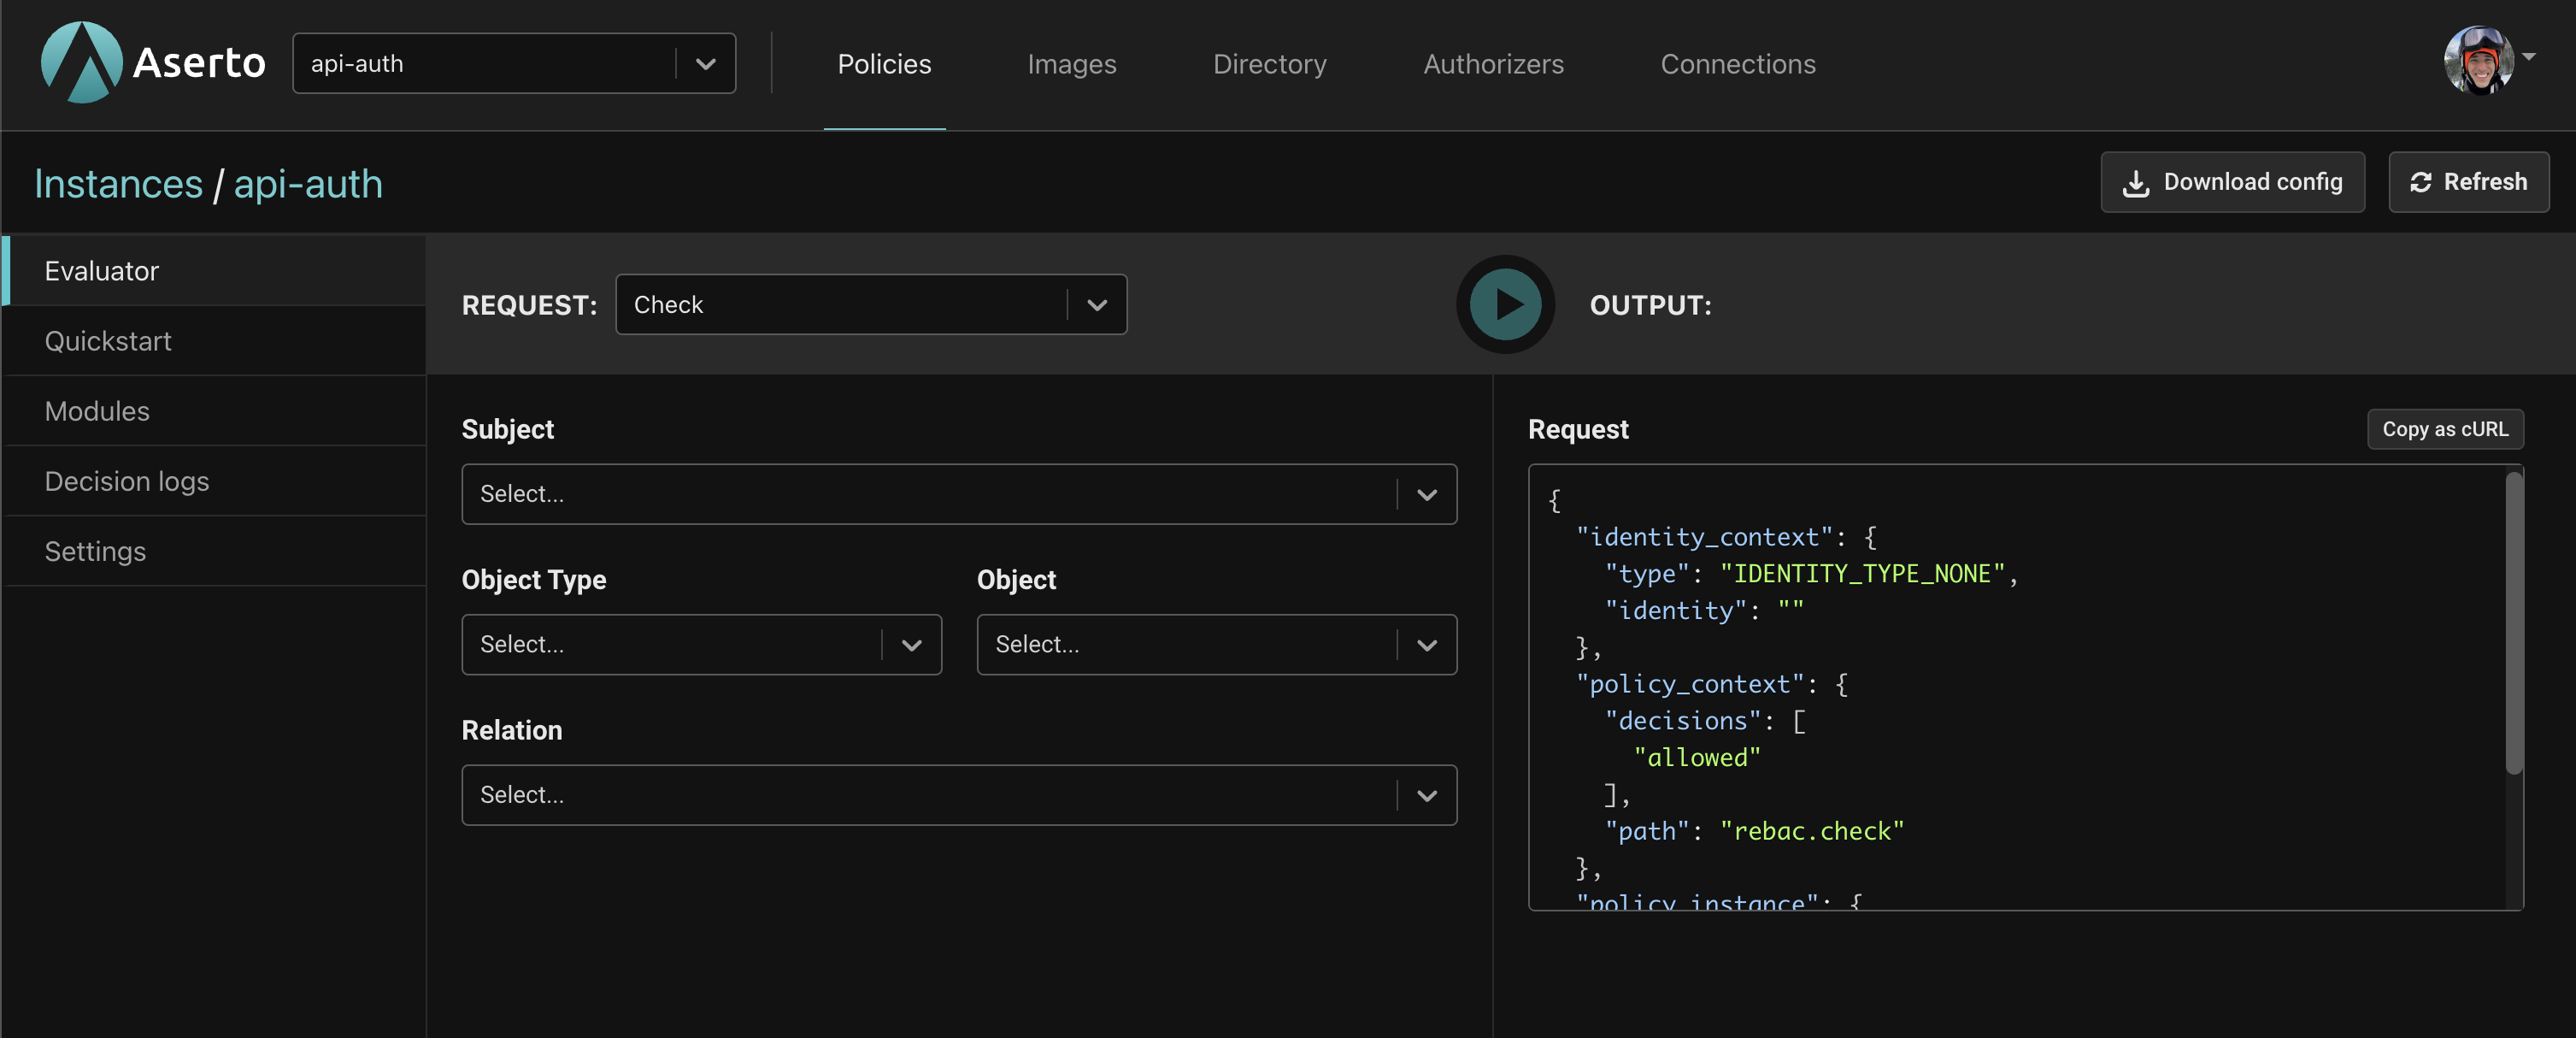 Aserto
api-auth
Policies
Images
Directory
Authorizers
Connections
Instances / api-auth
Download config
Refresh
Evaluator
Quickstart
Modules
Decision logs
Settings
REQUEST:
Check
OUTPUT:
Subject
Select...
Object Type
Object
Select...
Select...
Relation
Select...
Request
Copy as cURL
{
"identity_context": {
"type": "IDENTITY_TYPE_NONE",
"identity": ""
},
"policy_context": {
"decisions": [
"allowed"
],
"path": "rebac.check"
},
"policy_instance": {